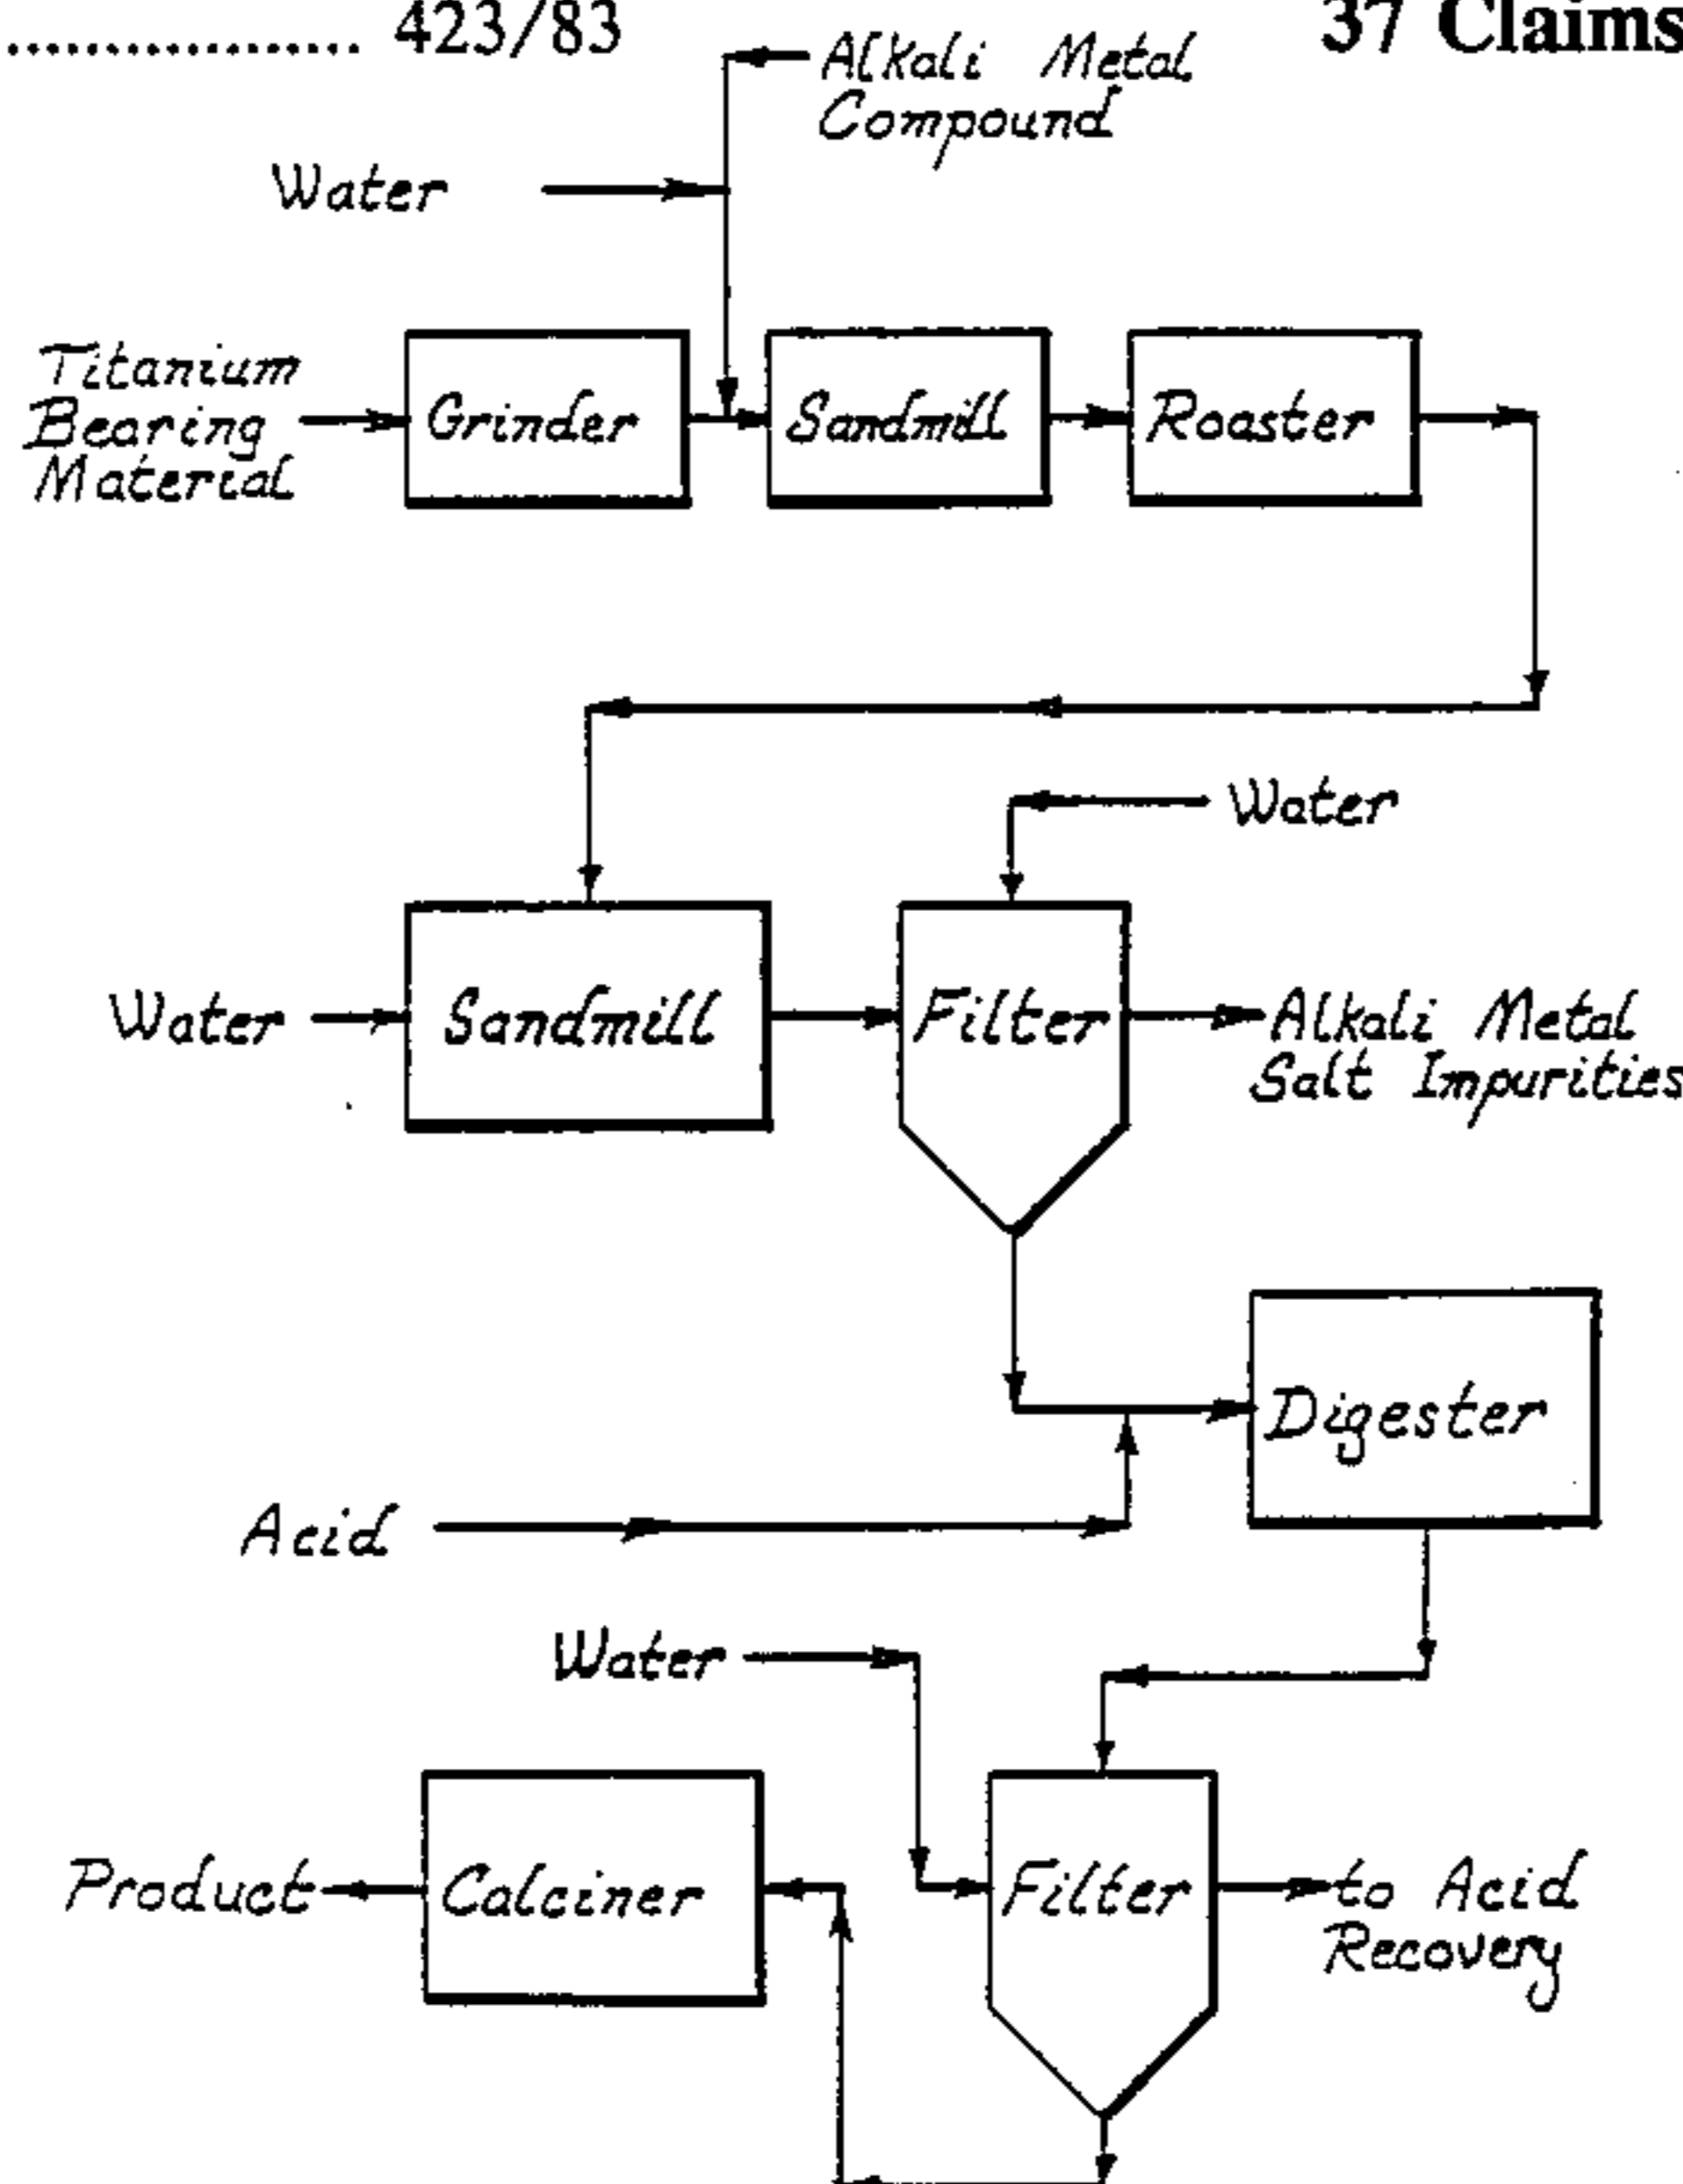 ................. 423/83 37 Claims
Alkali Metal
Compound
Water
Titanium
Bearing
Material
Grinder
Sandmill
Roaster
Water
Water
Sandmill
Filter
Alkali Metal
Salt Impurities
Digester
Acid
Water
Product
Calciner
Filter
to Acid
Recovery